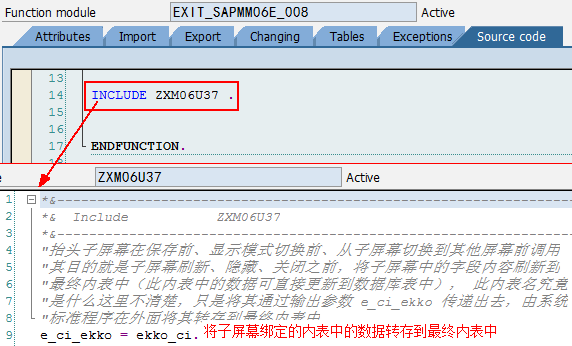 Function module EXIT_SAPMM06E_008 Active
Attributes Import Export Changing Tables Exceptions Source code
13
14 INCLUDE ZXM06U37 .
15
16
17 ENDFUNCTION.
ZXM06U37 Active
1 *&---------------------------------------------------------------
2 *& Include ZXM06U37
3 *&---------------------------------------------------------------
4 "抬头子屏幕在保存前、显示模式切换前、从子屏幕切换到其他屏幕前调用
5 "其目的就是子屏幕刷新、隐藏、关闭之前，将子屏幕中的字段内容刷新到
6 "最终内表中（此内表中的数据可直接更新到数据库表中），此内表名究竟
7 "是什么这里不清楚，只是将其通过输出参数 e_ci_ekko 传递出去，由系统
8 "标准程序在外面将其转存到最终内表中
9 e_ci_ekko = ekko_ci. 将子屏幕绑定的内表中的数据转存到最终内表中